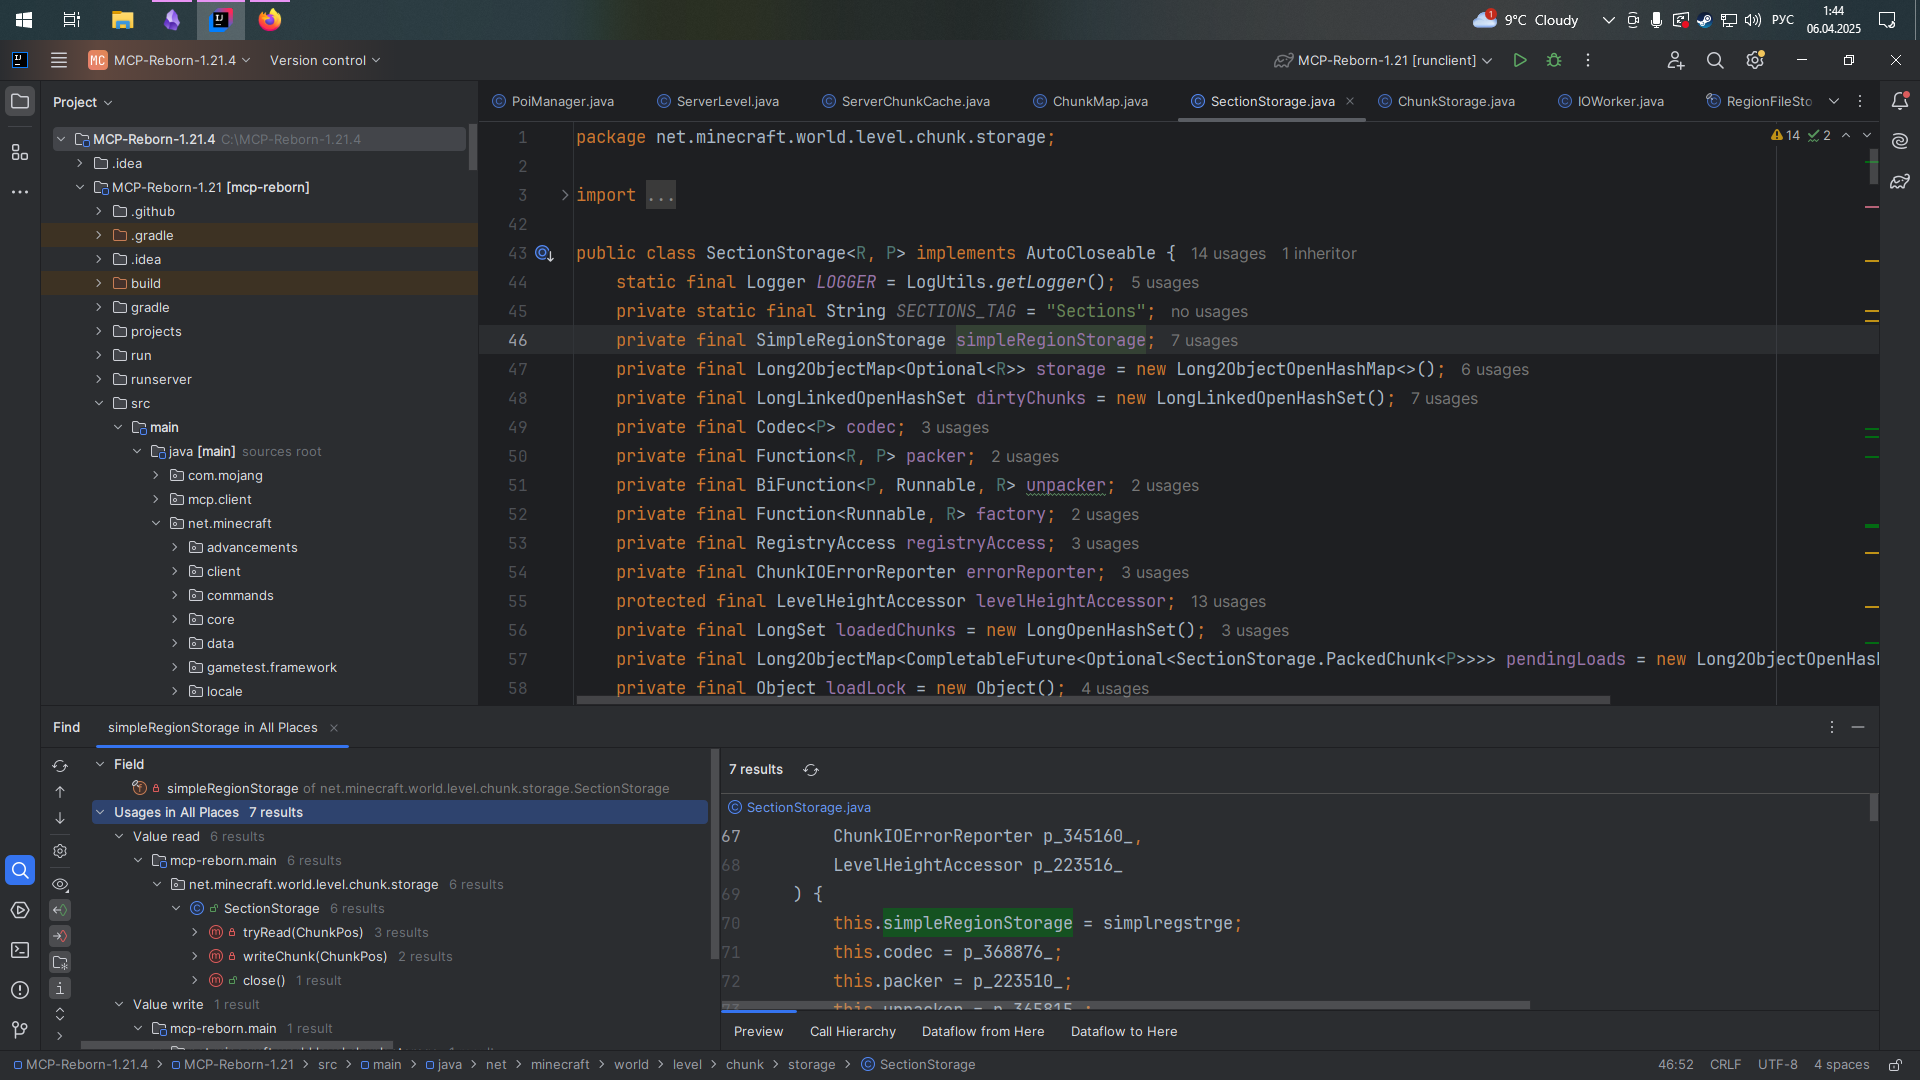 9°C Cloudy
РУС
1:44
06.04.2025
MC MCP-Reborn-1.21.4
Version control
MCP-Reborn-1.21 [runclient]
Project
MCP-Reborn-1.21.4 C:\MCP-Reborn-1.21.4
.idea
MCP-Reborn-1.21 [mcp-reborn]
.github
.gradle
.idea
build
gradle
projects
run
runserver
src
main
java [main] sources root
com.mojang
mcp.client
net.minecraft
advancements
client
commands
core
data
gametest.framework
locale
PoiManager.java
ServerLevel.java
ServerChunkCache.java
ChunkMap.java
SectionStorage.java
ChunkStorage.java
IOWorker.java
RegionFileSto
14 2
1 package net.minecraft.world.level.chunk.storage;
2
3 import ...
42
43 public class SectionStorage<R, P> implements AutoCloseable { 14 usages 1 inheritor
44 static final Logger LOGGER = LogUtils.getLogger(); 5 usages
45 private static final String SECTIONS_TAG = "Sections"; no usages
46 private final SimpleRegionStorage simpleRegionStorage; 7 usages
47 private final Long2ObjectMap<Optional<R>> storage = new Long2ObjectOpenHashMap<>(); 6 usages
48 private final LongLinkedOpenHashSet dirtyChunks = new LongLinkedOpenHashSet(); 7 usages
49 private final Codec<P> codec; 3 usages
50 private final Function<R, P> packer; 2 usages
51 private final BiFunction<P, Runnable, R> unpacker; 2 usages
52 private final Function<Runnable, R> factory; 2 usages
53 private final RegistryAccess registryAccess; 3 usages
54 private final ChunkIOErrorReporter errorReporter; 3 usages
55 protected final LevelHeightAccessor levelHeightAccessor; 13 usages
56 private final LongSet loadedChunks = new LongOpenHashSet(); 3 usages
57 private final Long2ObjectMap<CompletableFuture<Optional<SectionStorage.PackedChunk<P>>>> pendingLoads = new Long2ObjectOpenHas
58 private final Object loadLock = new Object(); 4 usages
Find
simpleRegionStorage in All Places
Field
simpleRegionStorage of net.minecraft.world.level.chunk.storage.SectionStorage
Usages in All Places 7 results
Value read 6 results
mcp-reborn.main 6 results
net.minecraft.world.level.chunk.storage 6 results
SectionStorage 6 results
tryRead(ChunkPos) 3 results
writeChunk(ChunkPos) 2 results
close() 1 result
Value write 1 result
mcp-reborn.main 1 result
7 results
SectionStorage.java
67 ChunkIOErrorReporter p_345160_,
68 LevelHeightAccessor p_223516_
69 ) {
70 this.simpleRegionStorage = simplregstrge;
71 this.codec = p_368876_;
72 this.packer = p_223510_;
73 this.unpacker = p_365815_;
Preview
Call Hierarchy
Dataflow from Here
Dataflow to Here
MCP-Reborn-1.21.4 > MCP-Reborn-1.21 > src > main > java > net > minecraft > world > level > chunk > storage > SectionStorage
46:52 CRLF UTF-8 4 spaces